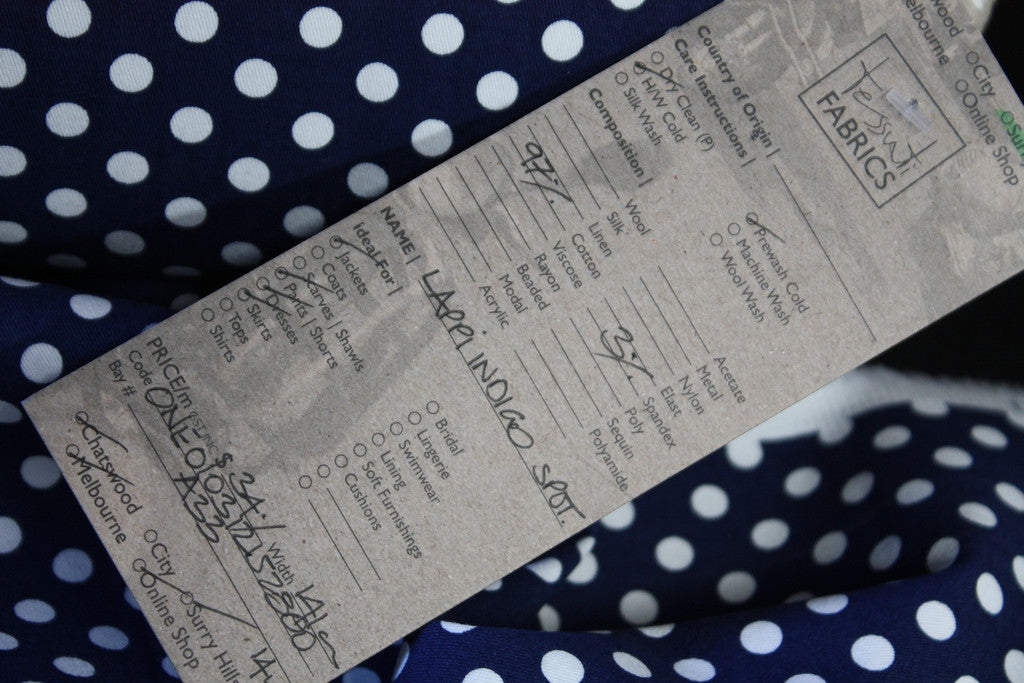 tessuti
FABRICS
Melbourne
City
Online Shop
Country of Origin |
Care Instructions |
Dry Clean (P)
H/W Cold
Silk Wash
Prewash Cold
Machine Wash
Wool Wash
Composition |
Wool
Silk
Linen
97% Cotton
Viscose
Rayon
Beaded
Modal
Acrylic
Acetate
Metal
Nylon
Elast
3% Spandex
Poly
Sequin
Polyamide
NAME | LAPPI INDIGO SPOT.
Ideal For |
Jackets
Coats
Scarves | Shawls
Pants | Shorts
Dresses
Skirts
Tops
Shirts
Bridal
Lingerie
Swimwear
Lining
Soft Furnishings
Cushions
PRICE/m Width
Code
Bay #
Chatswood
Melbourne
City
Surry Hills
Online Shop